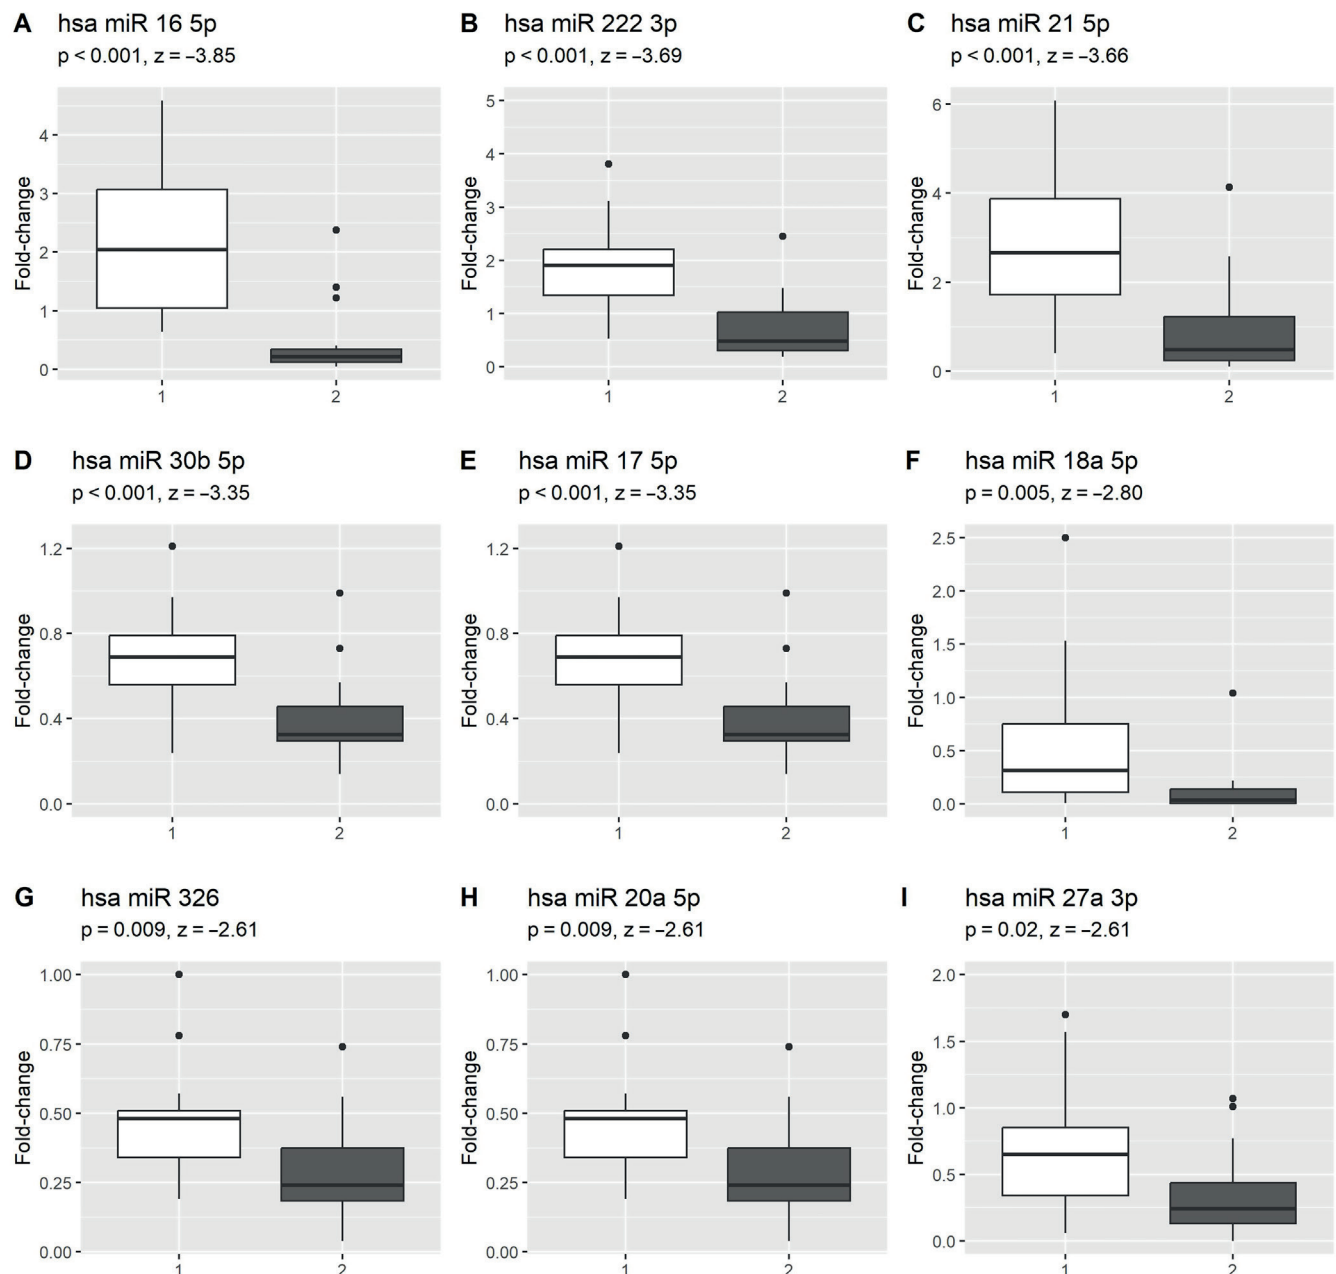 A hsa miR 16 5p
p < 0.001, z = −3.85
Fold-change
4
3
2
1
0
1 2
B hsa miR 222 3p
p < 0.001, z = −3.69
Fold-change
5
4
3
2
1
0
1 2
C hsa miR 21 5p
p < 0.001, z = −3.66
Fold-change
6
4
2
0
1 2
D hsa miR 30b 5p
p < 0.001, z = −3.35
Fold-change
1.2
0.8
0.4
0.0
1 2
E hsa miR 17 5p
p < 0.001, z = −3.35
Fold-change
1.2
0.8
0.4
0.0
1 2
F hsa miR 18a 5p
p = 0.005, z = −2.80
Fold-change
2.5
2.0
1.5
1.0
0.5
0.0
1 2
G hsa miR 326
p = 0.009, z = −2.61
Fold-change
1.00
0.75
0.50
0.25
0.00
1 2
H hsa miR 20a 5p
p = 0.009, z = −2.61
Fold-change
1.00
0.75
0.50
0.25
0.00
1 2
I hsa miR 27a 3p
p = 0.02, z = −2.61
Fold-change
2.0
1.5
1.0
0.5
0.0
1 2